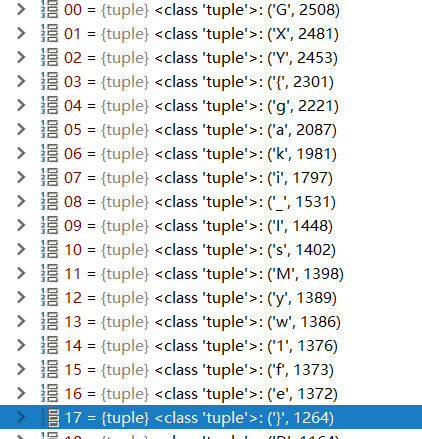 00 = {tuple} <class 'tuple'>: ('G', 2508)
01 = {tuple} <class 'tuple'>: ('X', 2481)
02 = {tuple} <class 'tuple'>: ('Y', 2453)
03 = {tuple} <class 'tuple'>: ('{', 2301)
04 = {tuple} <class 'tuple'>: ('g', 2221)
05 = {tuple} <class 'tuple'>: ('a', 2087)
06 = {tuple} <class 'tuple'>: ('k', 1981)
07 = {tuple} <class 'tuple'>: ('i', 1797)
08 = {tuple} <class 'tuple'>: ('_', 1531)
09 = {tuple} <class 'tuple'>: ('I', 1448)
10 = {tuple} <class 'tuple'>: ('s', 1402)
11 = {tuple} <class 'tuple'>: ('M', 1398)
12 = {tuple} <class 'tuple'>: ('y', 1389)
13 = {tuple} <class 'tuple'>: ('w', 1386)
14 = {tuple} <class 'tuple'>: ('1', 1376)
15 = {tuple} <class 'tuple'>: ('f', 1373)
16 = {tuple} <class 'tuple'>: ('e', 1372)
17 = {tuple} <class 'tuple'>: ('}', 1264)